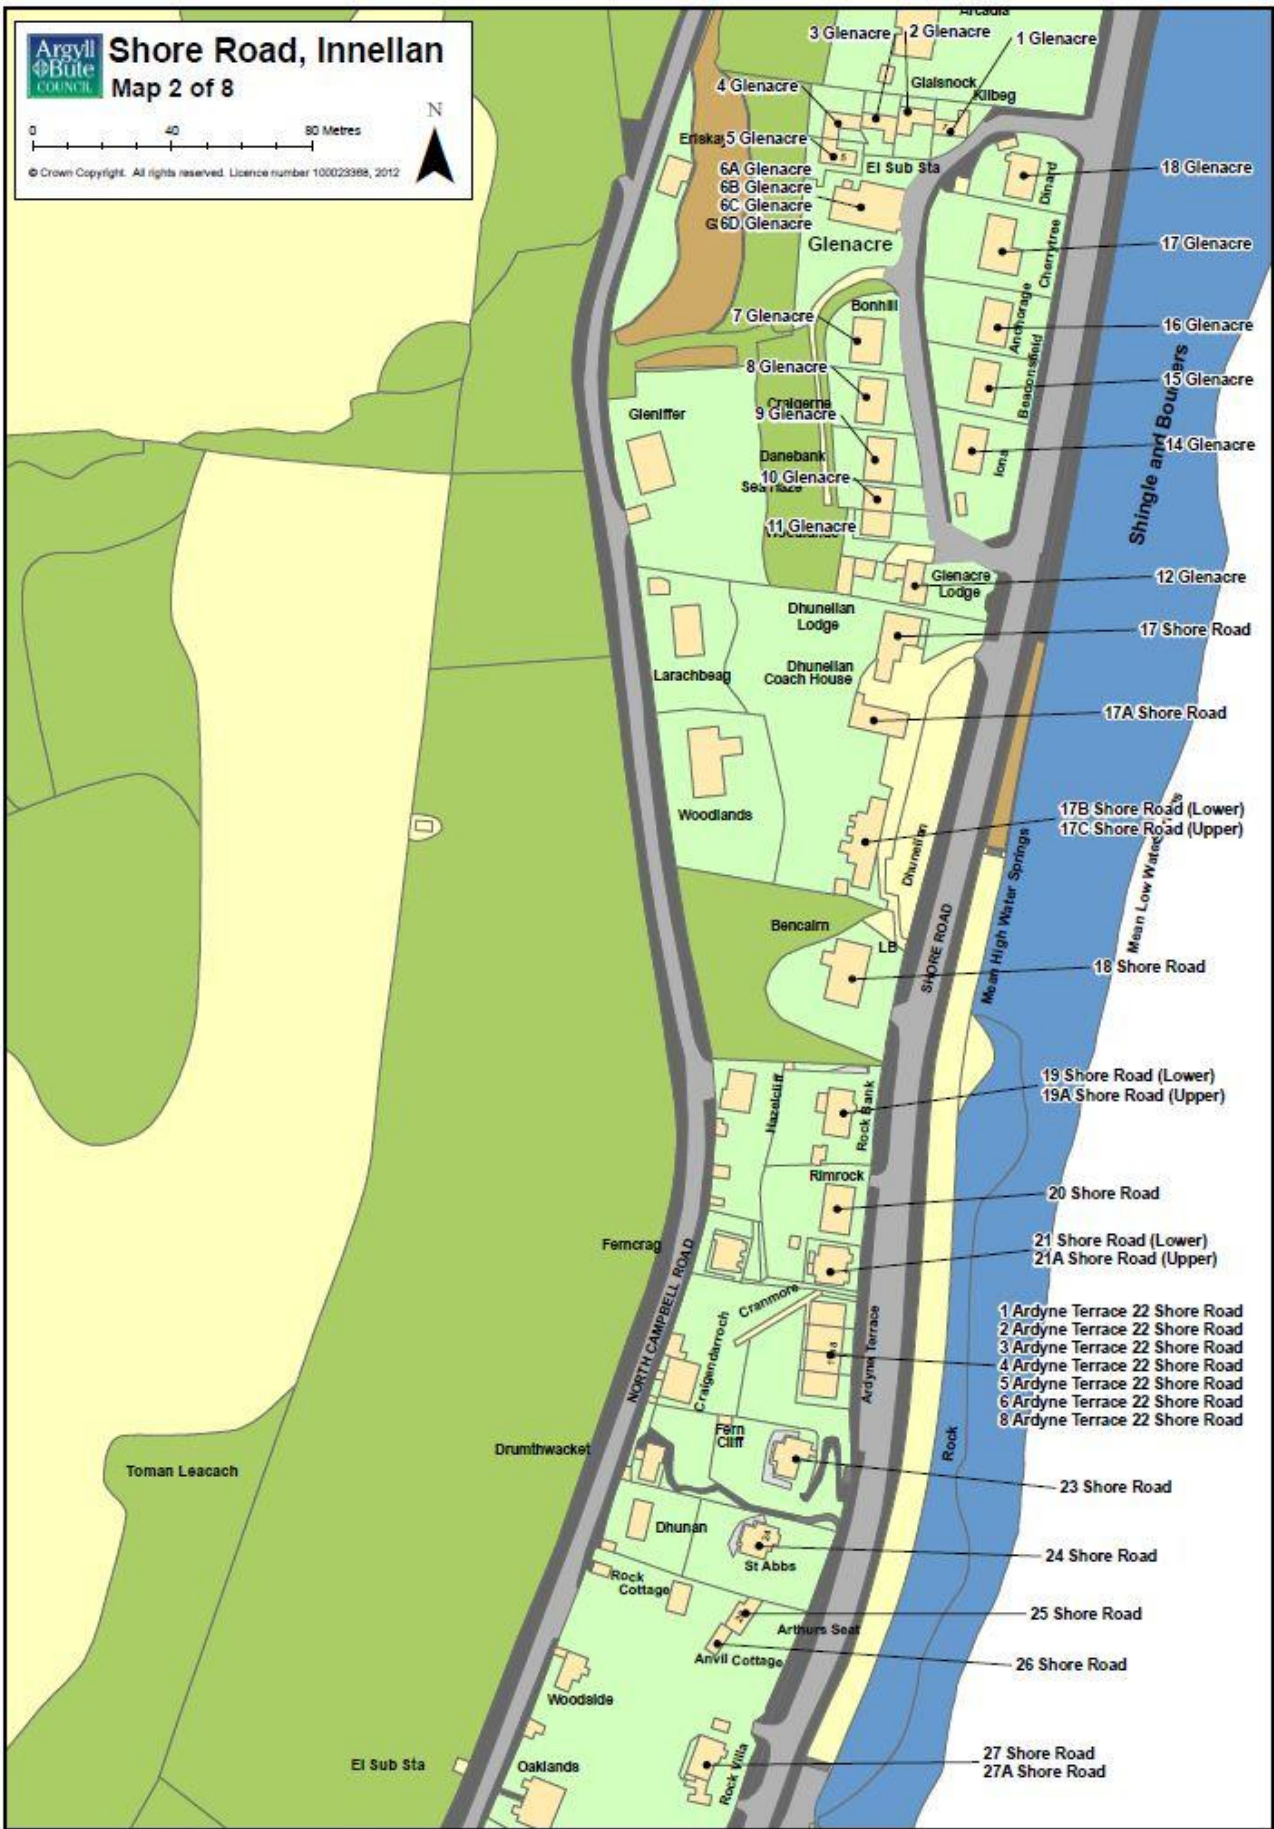 Argyll
&Bute
COUNCIL
Shore Road, Innellan
Map 2 of 8
N
0 40 80 Metres
© Crown Copyright. All rights reserved. Licence number 100023368, 2012
Arcadia
3 Glenacre
2 Glenacre
1 Glenacre
Glaisnock
Kilbeg
4 Glenacre
5 Glenacre
El Sub Sta
6A Glenacre
6B Glenacre
6C Glenacre
6D Glenacre
Glenacre
18 Glenacre
Dinard
17 Glenacre
Cherrytree
16 Glenacre
Anchorage
Bonhill
7 Glenacre
8 Glenacre
15 Glenacre
Beaconsfield
Craigerne
9 Glenacre
Gleniffer
14 Glenacre
Iona
Danebank
10 Glenacre
Sea Haze
11 Glenacre
Shingle and Boulders
12 Glenacre
Glenacre
Lodge
Dhunellan
Lodge
17 Shore Road
Dhunellan
Coach House
Larachbeag
17A Shore Road
Woodlands
17B Shore Road (Lower)
17C Shore Road (Upper)
Dhunellan
Mean High Water Springs
Mean Low Water
Bencairn
LB
SHORE ROAD
18 Shore Road
19 Shore Road (Lower)
19A Shore Road (Upper)
Hazelcliff
Rock Bank
Rimrock
20 Shore Road
Ferncrag
NORTH CAMPBELL ROAD
21 Shore Road (Lower)
21A Shore Road (Upper)
Cranmore
Craigandarroch
Ardyne Terrace
1 Ardyne Terrace 22 Shore Road
2 Ardyne Terrace 22 Shore Road
3 Ardyne Terrace 22 Shore Road
4 Ardyne Terrace 22 Shore Road
5 Ardyne Terrace 22 Shore Road
6 Ardyne Terrace 22 Shore Road
8 Ardyne Terrace 22 Shore Road
Fern
Cliff
Rock
Drumthwacket
Toman Leacach
23 Shore Road
Dhunan
24
St Abbs
24 Shore Road
Rock
Cottage
25 Shore Road
Arthurs Seat
Anvil Cottage
26 Shore Road
Woodside
El Sub Sta
Oaklands
Rock Villa
27 Shore Road
27A Shore Road